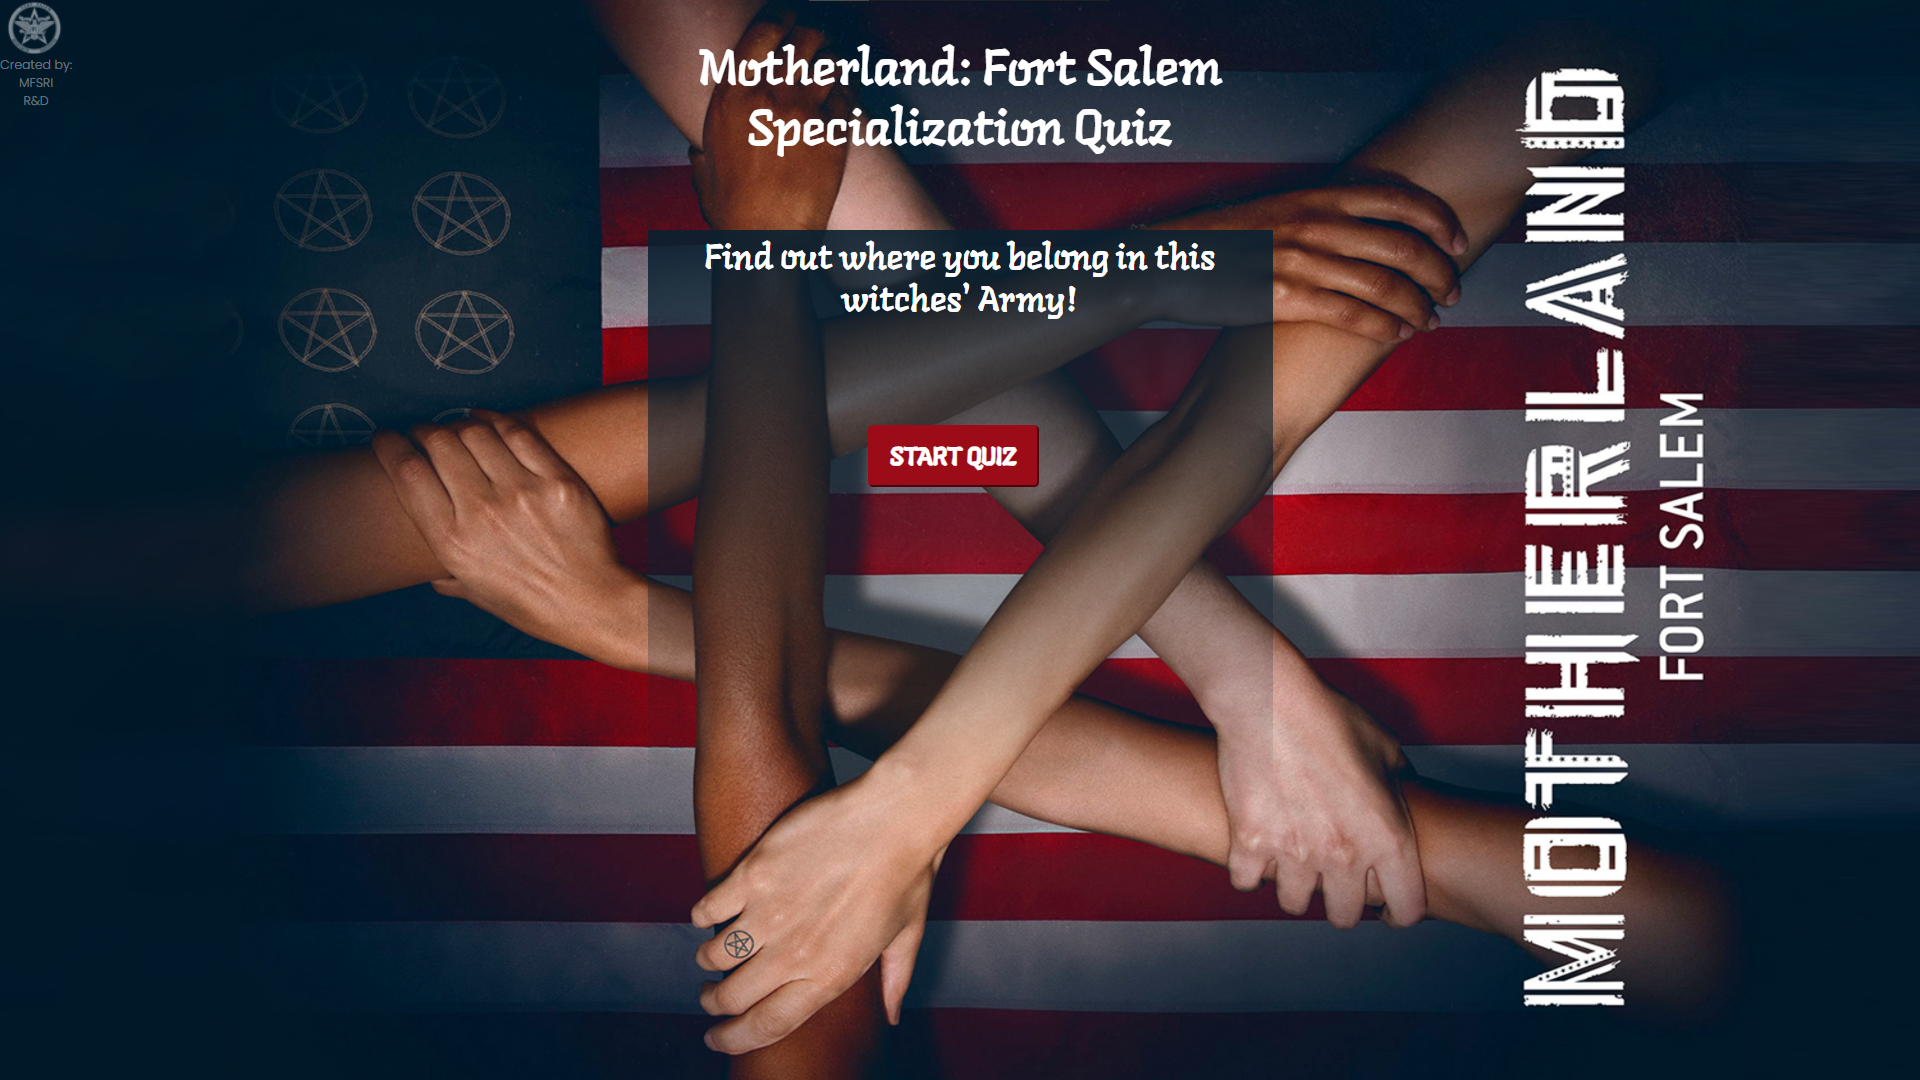 Created by:
MFSRI
R&D
Motherland: Fort Salem
Specialization Quiz
Find out where you belong in this
witches' Army!
START QUIZ
MOTHERLAND
FORT SALEM